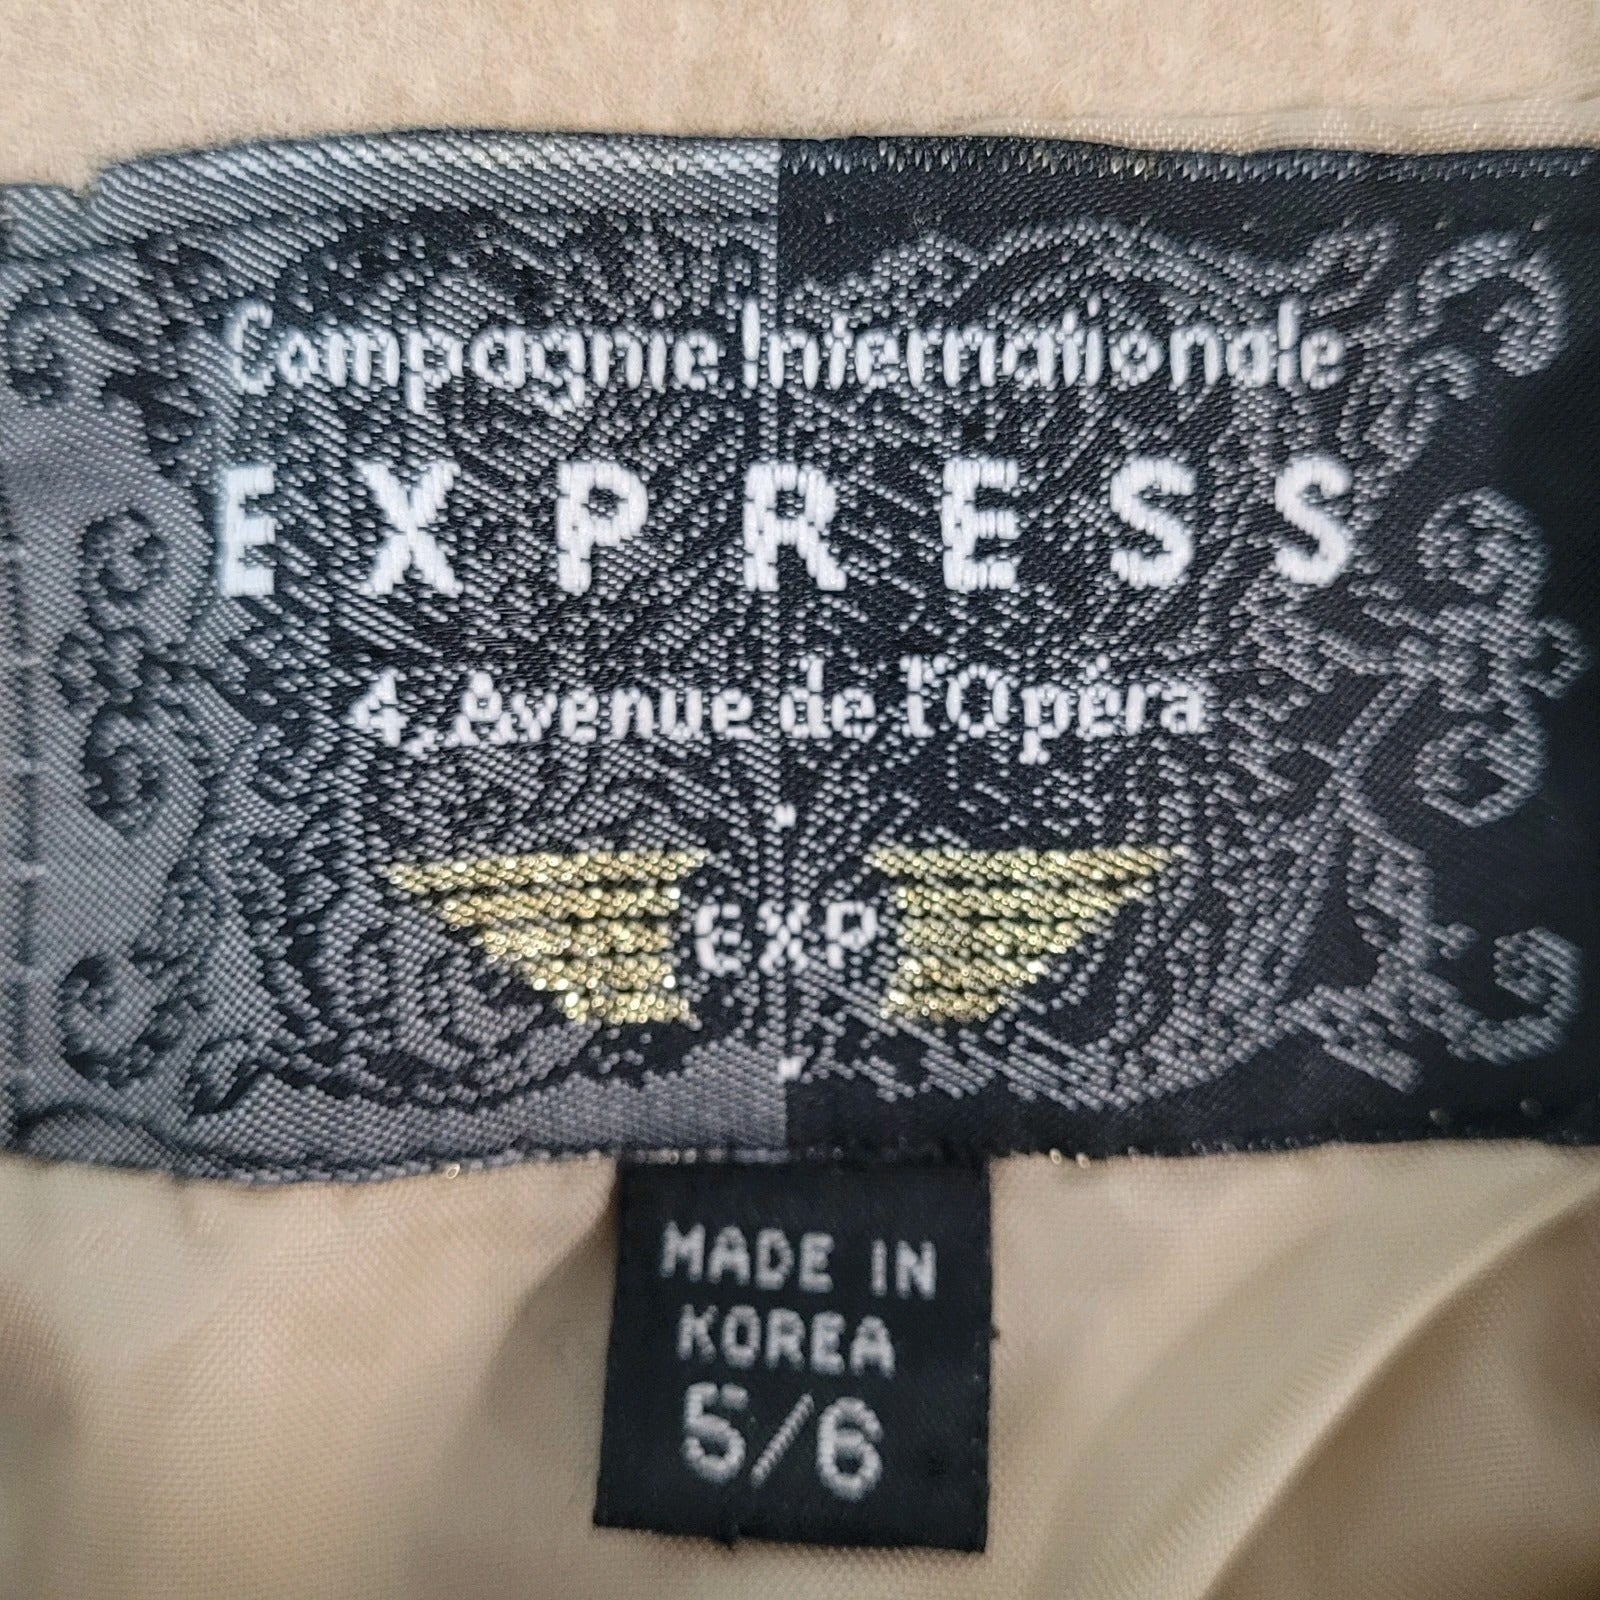 Compagnie Internationale
EXPRESS
4, Avenue de l'Opéra
EXP
MADE IN
KOREA
5/6